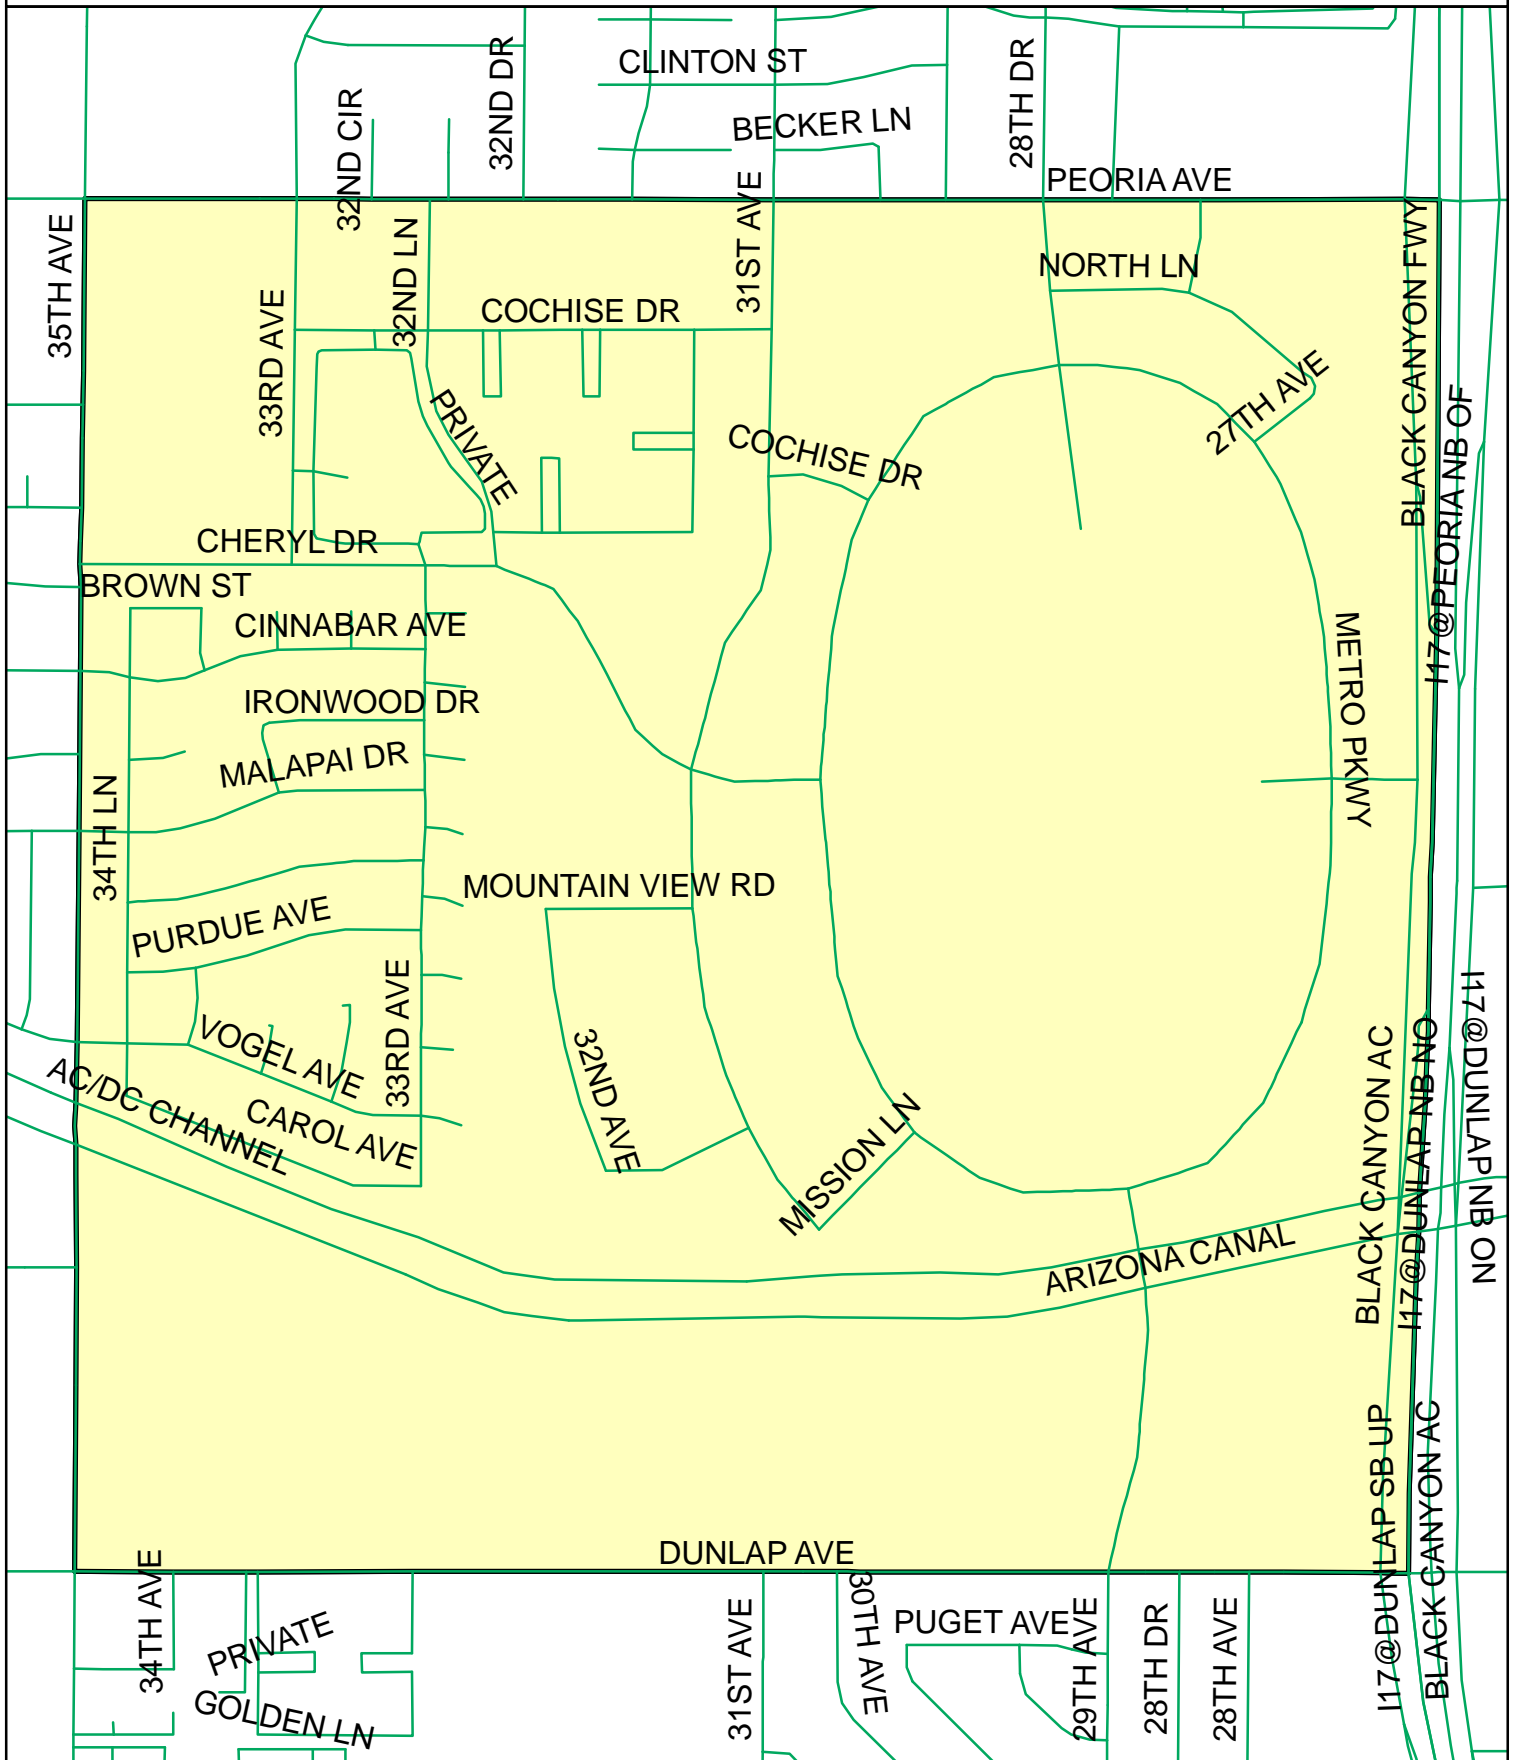 CLINTON ST
32ND DR
28TH DR
32ND CIR
BECKER LN
PEORIA AVE
31ST AVE
35TH AVE
32ND LN
BLACK CANYON FWY
NORTH LN
33RD AVE
COCHISE DR
27TH AVE
PRIVATE
COCHISE DR
I17@PEORIA NB OF
CHERYL DR
BROWN ST
CINNABAR AVE
METRO PKWY
IRONWOOD DR
MALAPAI DR
34TH LN
MOUNTAIN VIEW RD
PURDUE AVE
33RD AVE
I17@DUNLAP NB ON
VOGEL AVE
32ND AVE
BLACK CANYON AC
I17@DUNLAP NB NO
AC/DC CHANNEL
CAROL AVE
MISSION LN
ARIZONA CANAL
I17@DUNLAP SB UP
BLACK CANYON AC
DUNLAP AVE
34TH AVE
PRIVATE
GOLDEN LN
31ST AVE
30TH AVE
PUGET AVE
29TH AVE
28TH DR
28TH AVE